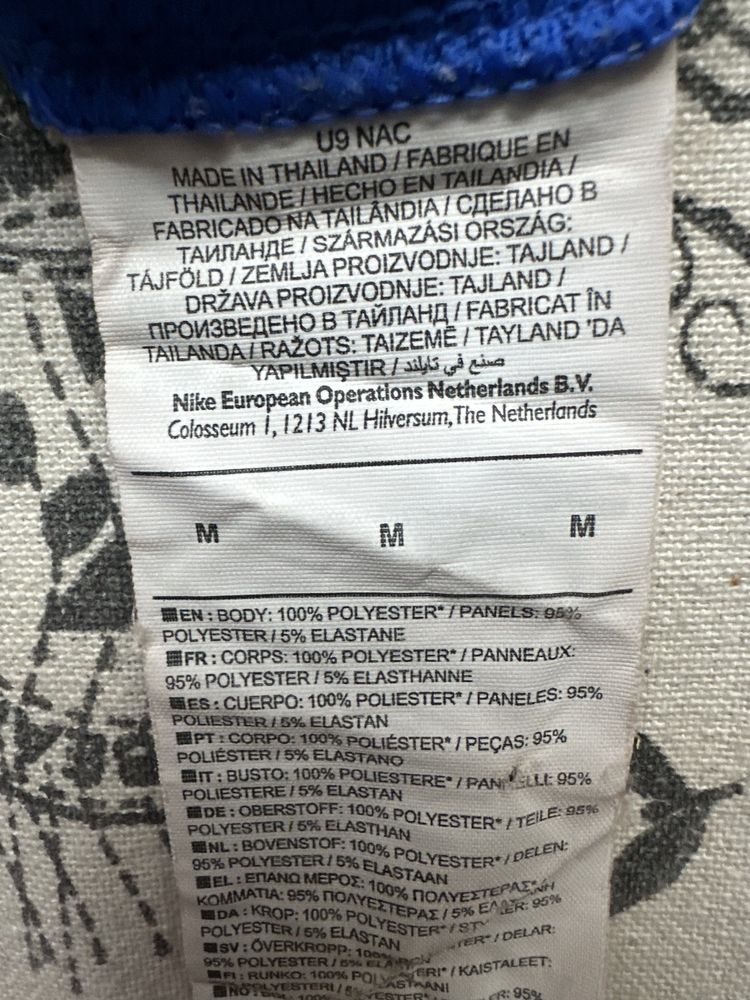 U9 NAC
MADE IN THAILAND / FABRIQUE EN
THAILANDE / HECHO EN TAILANDIA /
FABRICADO NA TAILÂNDIA / СДЕЛАНО В
ТАИЛАНДЕ / SZÁRMAZÁSI ORSZÁG:
TÁJFÖLD / ZEMLJA PROIZVODNJE: TAJLAND /
DRŽAVA PROIZVODNJE: TAJLAND /
ПРОИЗВЕДЕНО В ТАЙЛАНД / FABRICAT ÎN
TAILANDA / RAŽOTS: TAIZEMĒ / TAYLAND 'DA
YAPILMIŞTIR / صنع في تايلند
Nike European Operations Netherlands B.V.
Colosseum 1, 1213 NL Hilversum, The Netherlands
M M M
EN : BODY: 100% POLYESTER* / PANELS: 95%
POLYESTER / 5% ELASTANE
FR : CORPS: 100% POLYESTER* / PANNEAUX:
95% POLYESTER / 5% ELASTHANNE
ES : CUERPO: 100% POLIESTER* / PANELES: 95%
POLIESTER / 5% ELASTAN
PT : CORPO: 100% POLIÉSTER* / PEÇAS: 95%
POLIÉSTER / 5% ELASTANO
IT : BUSTO: 100% POLIESTERE* / 95%
POLIESTERE / 5% ELASTAN
DE : OBERSTOFF: 100% POLYESTER* / TEILE: 95%
POLYESTER / 5% ELASTHAN
NL : BOVENSTOF: 100% POLYESTER* / DELEN:
95% POLYESTER / 5% ELASTAAN
EL : ΕΠΑΝΩ ΜΕΡΟΣ: 100% ΠΟΛΥΕΣΤΕΡΑΣ* /
ΚΟΜΜΑΤΙΑ: 95% ΠΟΛΥΕΣΤΕΡΑΣ / 5%
DA : KROP: 100% POLYESTER* / 95%
POLYESTER / 5% ELASTAN
SV : ÖVERKROPP: 100% / DELAR:
95% POLYESTER / 5%
FI : RUNKO: 100% / KAISTALEET:
NO : 100% 95%